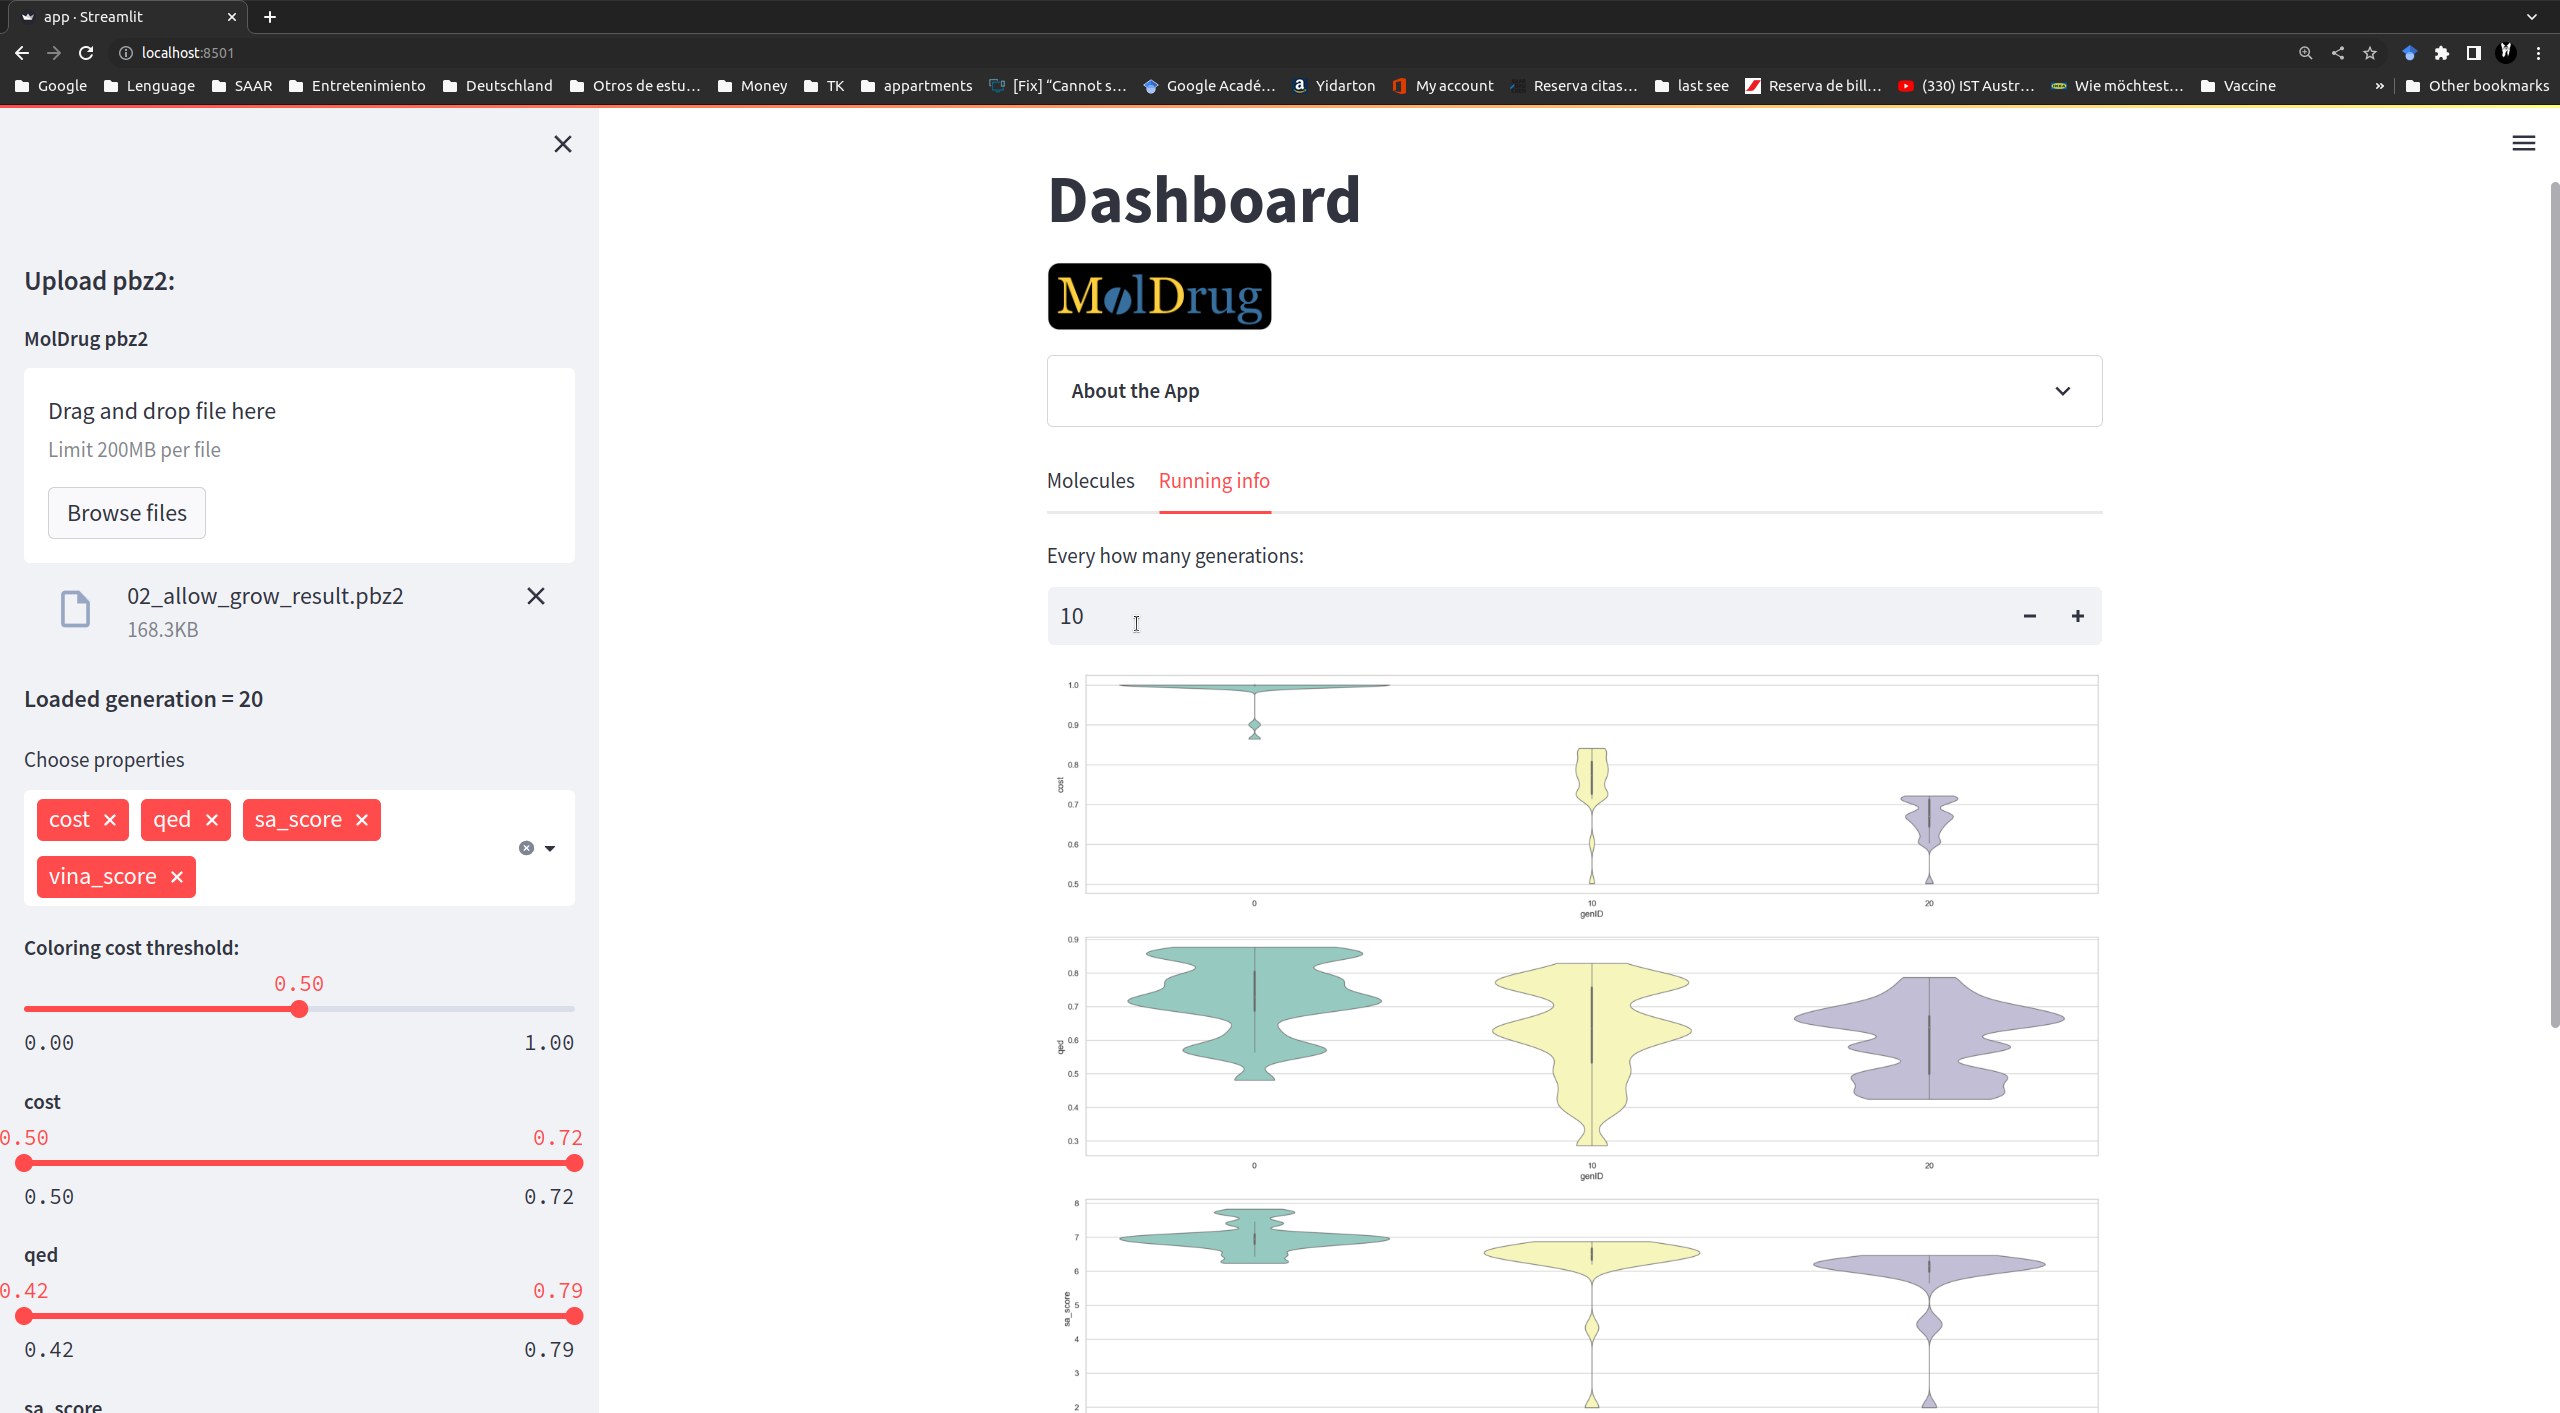 app · Streamlit
localhost:8501
Google Lenguage SAAR Entretenimiento Deutschland Otros de estu... Money TK appartments [Fix] “Cannot s... Google Acadé... Yidarton My account Reserva citas... last see Reserva de bill... (330) IST Austr... Wie möchtest... Vaccine » Other bookmarks
Upload pbz2:
MolDrug pbz2
Drag and drop file here
Limit 200MB per file
Browse files
02_allow_grow_result.pbz2
168.3KB
Loaded generation = 20
Choose properties
cost qed sa_score
vina_score
Coloring cost threshold:
0.50
0.00 1.00
cost
0.50 0.72
0.50 0.72
qed
0.42 0.79
0.42 0.79
sa_score
Dashboard
MolDrug
About the App
Molecules Running info
Every how many generations:
10
1.0
0.9
0.8
0.7
0.6
0.5
cost
0 10 20
genID
0.9
0.8
0.7
0.6
0.5
0.4
0.3
qed
0 10 20
genID
8
7
6
5
4
3
2
sa_score